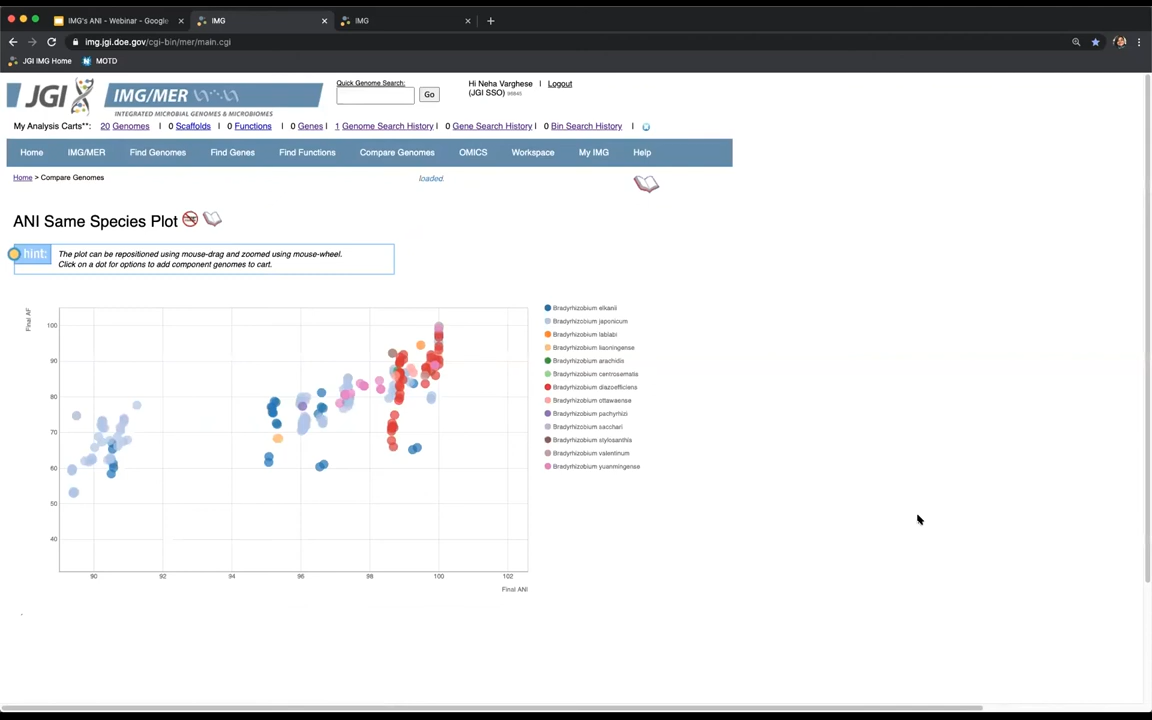 IMG's ANI - Webinar - Google
IMG
IMG
img.jgi.doe.gov/cgi-bin/mer/main.cgi
JGI IMG Home MOTD
JGI
IMG/MER
INTEGRATED MICROBIAL GENOMES & MICROBIOMES
Quick Genome Search:
Go
Hi Neha Varghese | Logout
(JGI SSO)
My Analysis Carts**: 20 Genomes | 0 Scaffolds | 0 Functions | 0 Genes | 1 Genome Search History | 0 Gene Search History | 0 Bin Search History |
Home IMG/MER Find Genomes Find Genes Find Functions Compare Genomes OMICS Workspace My IMG Help
Home > Compare Genomes
loaded.
ANI Same Species Plot
hint: The plot can be repositioned using mouse-drag and zoomed using mouse-wheel.
Click on a dot for options to add component genomes to cart.
Final AF
100
90
80
70
60
50
40
90 92 94 96 98 100 102
Final ANI
Bradyrhizobium elkanii
Bradyrhizobium japonicum
Bradyrhizobium lablabi
Bradyrhizobium liaoningense
Bradyrhizobium arachidis
Bradyrhizobium centrosematis
Bradyrhizobium diazoefficiens
Bradyrhizobium ottawaense
Bradyrhizobium pachyrhizi
Bradyrhizobium sacchari
Bradyrhizobium stylosanthis
Bradyrhizobium valentinum
Bradyrhizobium yuanmingense